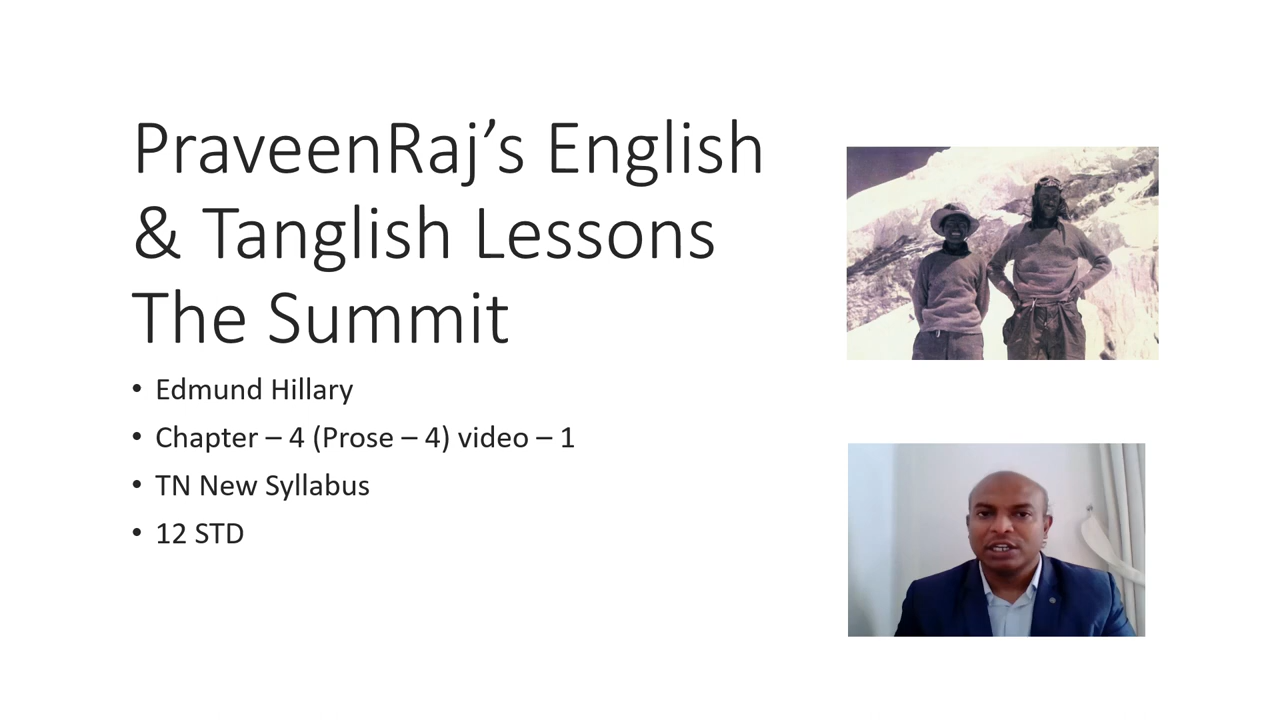 PraveenRaj’s English
& Tanglish Lessons
The Summit
• Edmund Hillary
• Chapter – 4 (Prose – 4) video – 1
• TN New Syllabus
• 12 STD